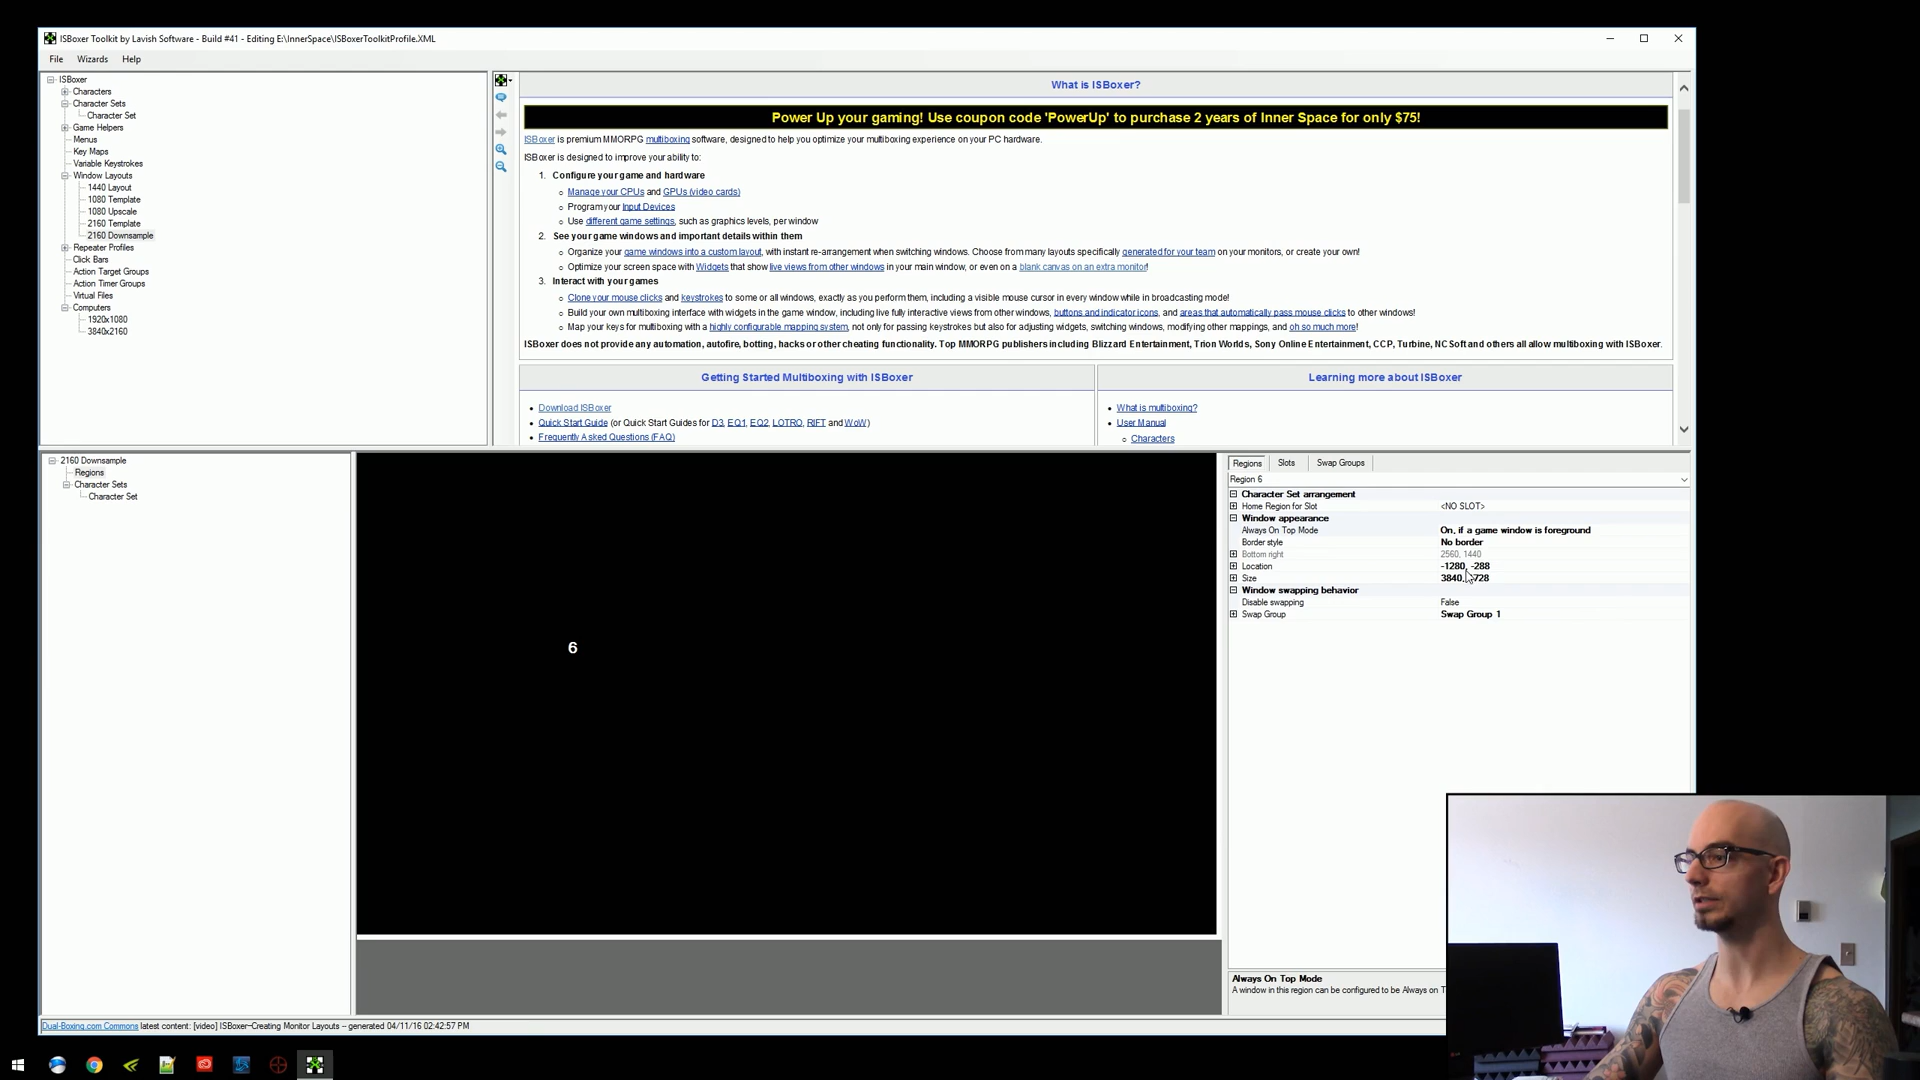 ISBoxer Toolkit by Lavish Software - Build #41 - Editing E:\InnerSpace\ISBoxerToolkitProfile.XML
File Wizards Help
ISBoxer
Characters
Character Sets
Character Set
Game Helpers
Menus
Key Maps
Variable Keystrokes
Window Layouts
1440 Layout
1080 Template
1080 Upscale
2160 Template
2160 Downsample
Repeater Profiles
Click Bars
Action Target Groups
Action Timer Groups
Virtual Files
Computers
1920x1080
3840x2160
What is ISBoxer?
Power Up your gaming! Use coupon code 'PowerUp' to purchase 2 years of Inner Space for only $75!
ISBoxer is premium MMORPG multiboxing software, designed to help you optimize your multiboxing experience on your PC hardware.
ISBoxer is designed to improve your ability to:
1. Configure your game and hardware
Manage your CPUs and GPUs (video cards)
Program your Input Devices
Use different game settings, such as graphics levels, per window
2. See your game windows and important details within them
Organize your game windows into a custom layout, with instant re-arrangement when switching windows. Choose from many layouts specifically generated for your team on your monitors, or create your own!
Optimize your screen space with Widgets that show live views from other windows in your main window, or even on a blank canvas on an extra monitor!
3. Interact with your games
Clone your mouse clicks and keystrokes to some or all windows, exactly as you perform them, including a visible mouse cursor in every window while in broadcasting mode!
Build your own multiboxing interface with widgets in the game window, including live fully interactive views from other windows, buttons and indicator icons, and areas that automatically pass mouse clicks to other windows!
Map your keys for multiboxing with a highly configurable mapping system, not only for passing keystrokes but also for adjusting widgets, switching windows, modifying other mappings, and oh so much more!
ISBoxer does not provide any automation, autofire, botting, hacks or other cheating functionality. Top MMORPG publishers including Blizzard Entertainment, Trion Worlds, Sony Online Entertainment, CCP, Turbine, NCSoft and others all allow multiboxing with ISBoxer.
Getting Started Multiboxing with ISBoxer
Download ISBoxer
Quick Start Guide (or Quick Start Guides for D3, EQ1, EQ2, LOTRO, RIFT and WoW)
Frequently Asked Questions (FAQ)
Learning more about ISBoxer
What is multiboxing?
User Manual
Characters
2160 Downsample
Regions
Character Sets
Character Set
6
Regions Slots Swap Groups
Region 6
Character Set arrangement
Home Region for Slot <NO SLOT>
Window appearance
Always On Top Mode On, if a game window is foreground
Border style No border
Bottom right 2560, 1440
Location -1280, -288
Size 3840, 728
Window swapping behavior
Disable swapping False
Swap Group Swap Group 1
Always On Top Mode
A window in this region can be configured to be Always on T
Dual-Boxing.com Commons latest content: [video] ISBoxer--Creating Monitor Layouts -- generated 04/11/16 02:42:57 PM